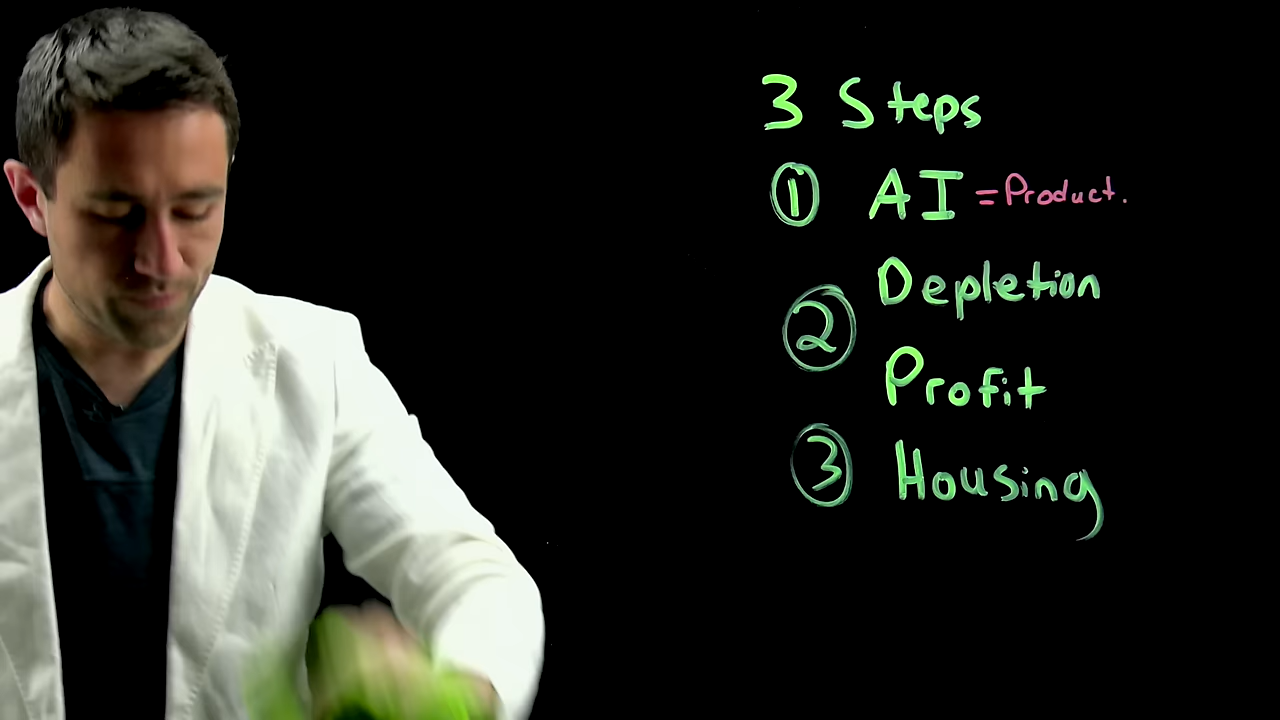 3 Steps
① AI = Product.
② Depletion
Profit
③ Housing